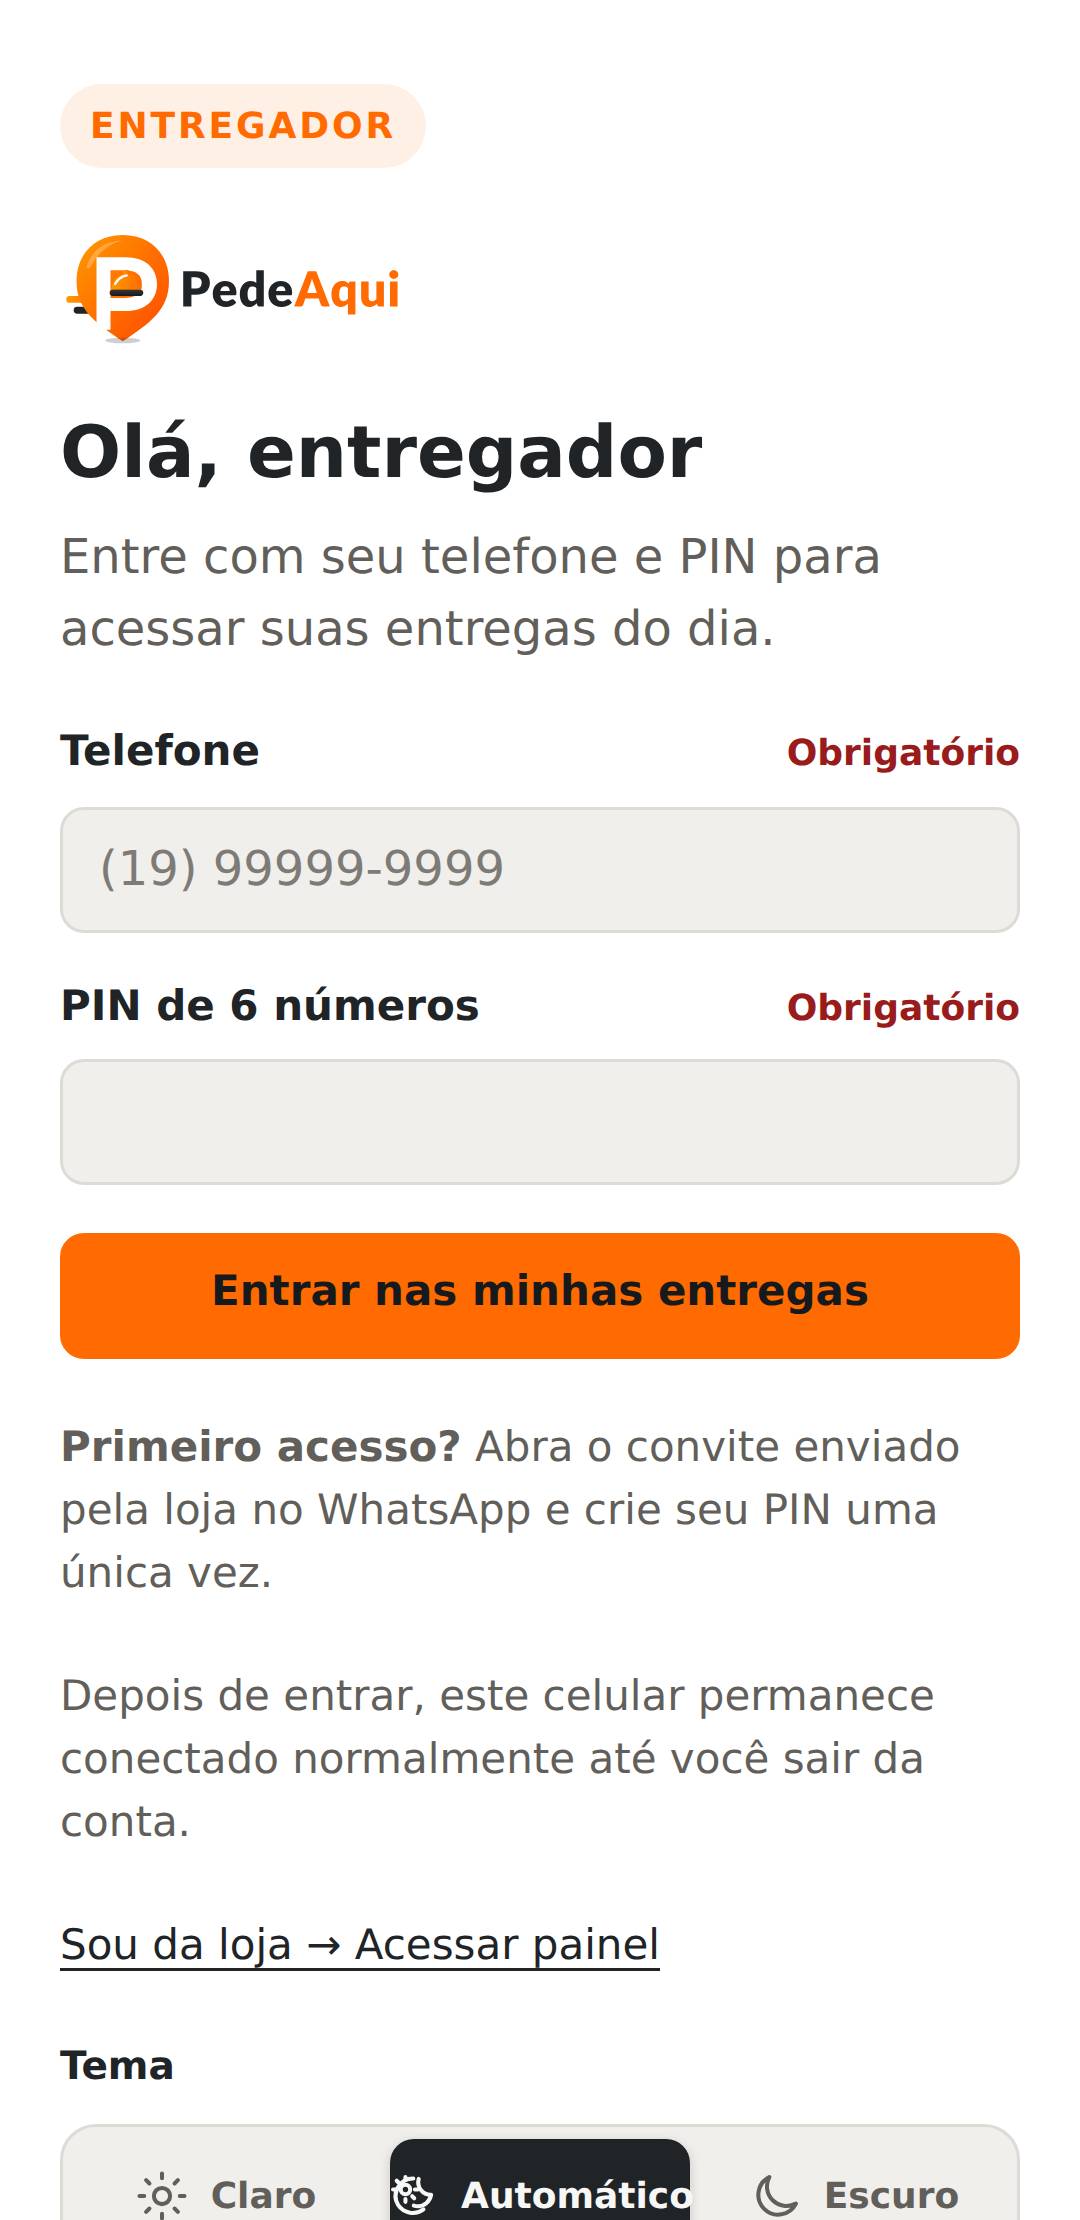 ENTREGADOR
PedeAqui
Olá, entregador
Entre com seu telefone e PIN para
acessar suas entregas do dia.
Telefone
Obrigatório
(19) 99999-9999
PIN de 6 números
Obrigatório
Entrar nas minhas entregas
Primeiro acesso? Abra o convite enviado
pela loja no WhatsApp e crie seu PIN uma
única vez.
Depois de entrar, este celular permanece
conectado normalmente até você sair da
conta.
Sou da loja → Acessar painel
Tema
Claro
Automático
Escuro